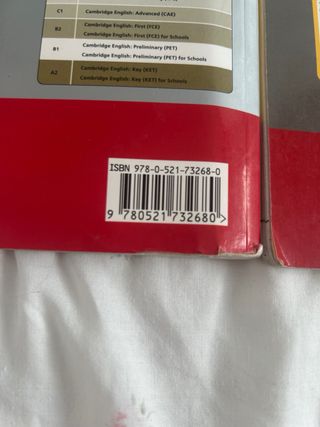 C1 Cambridge English: Advanced (CAE)
B2 Cambridge English: First (FCE)
Cambridge English: First (FCE) for Schools
B1 Cambridge English: Preliminary (PET)
Cambridge English: Preliminary (PET) for Schools
A2 Cambridge English: Key (KET)
Cambridge English: Key (KET) for Schools
ISBN 978-0-521-73268-0
9 780521 732680 >